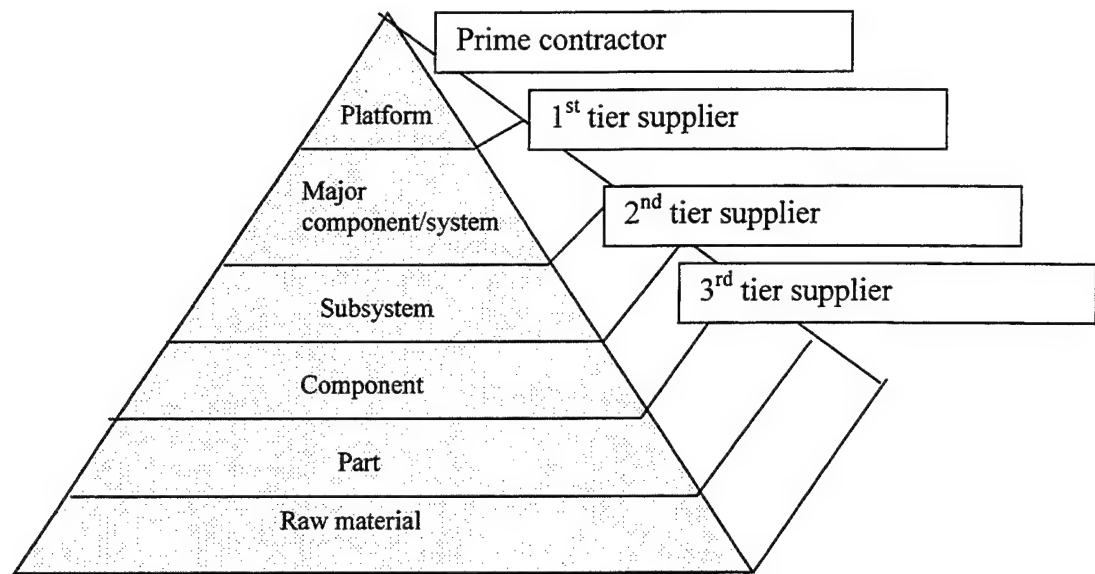 Prime contractor
Platform
1st tier supplier
Major
component/system
2nd tier supplier
Subsystem
3rd tier supplier
Component
Part
Raw material